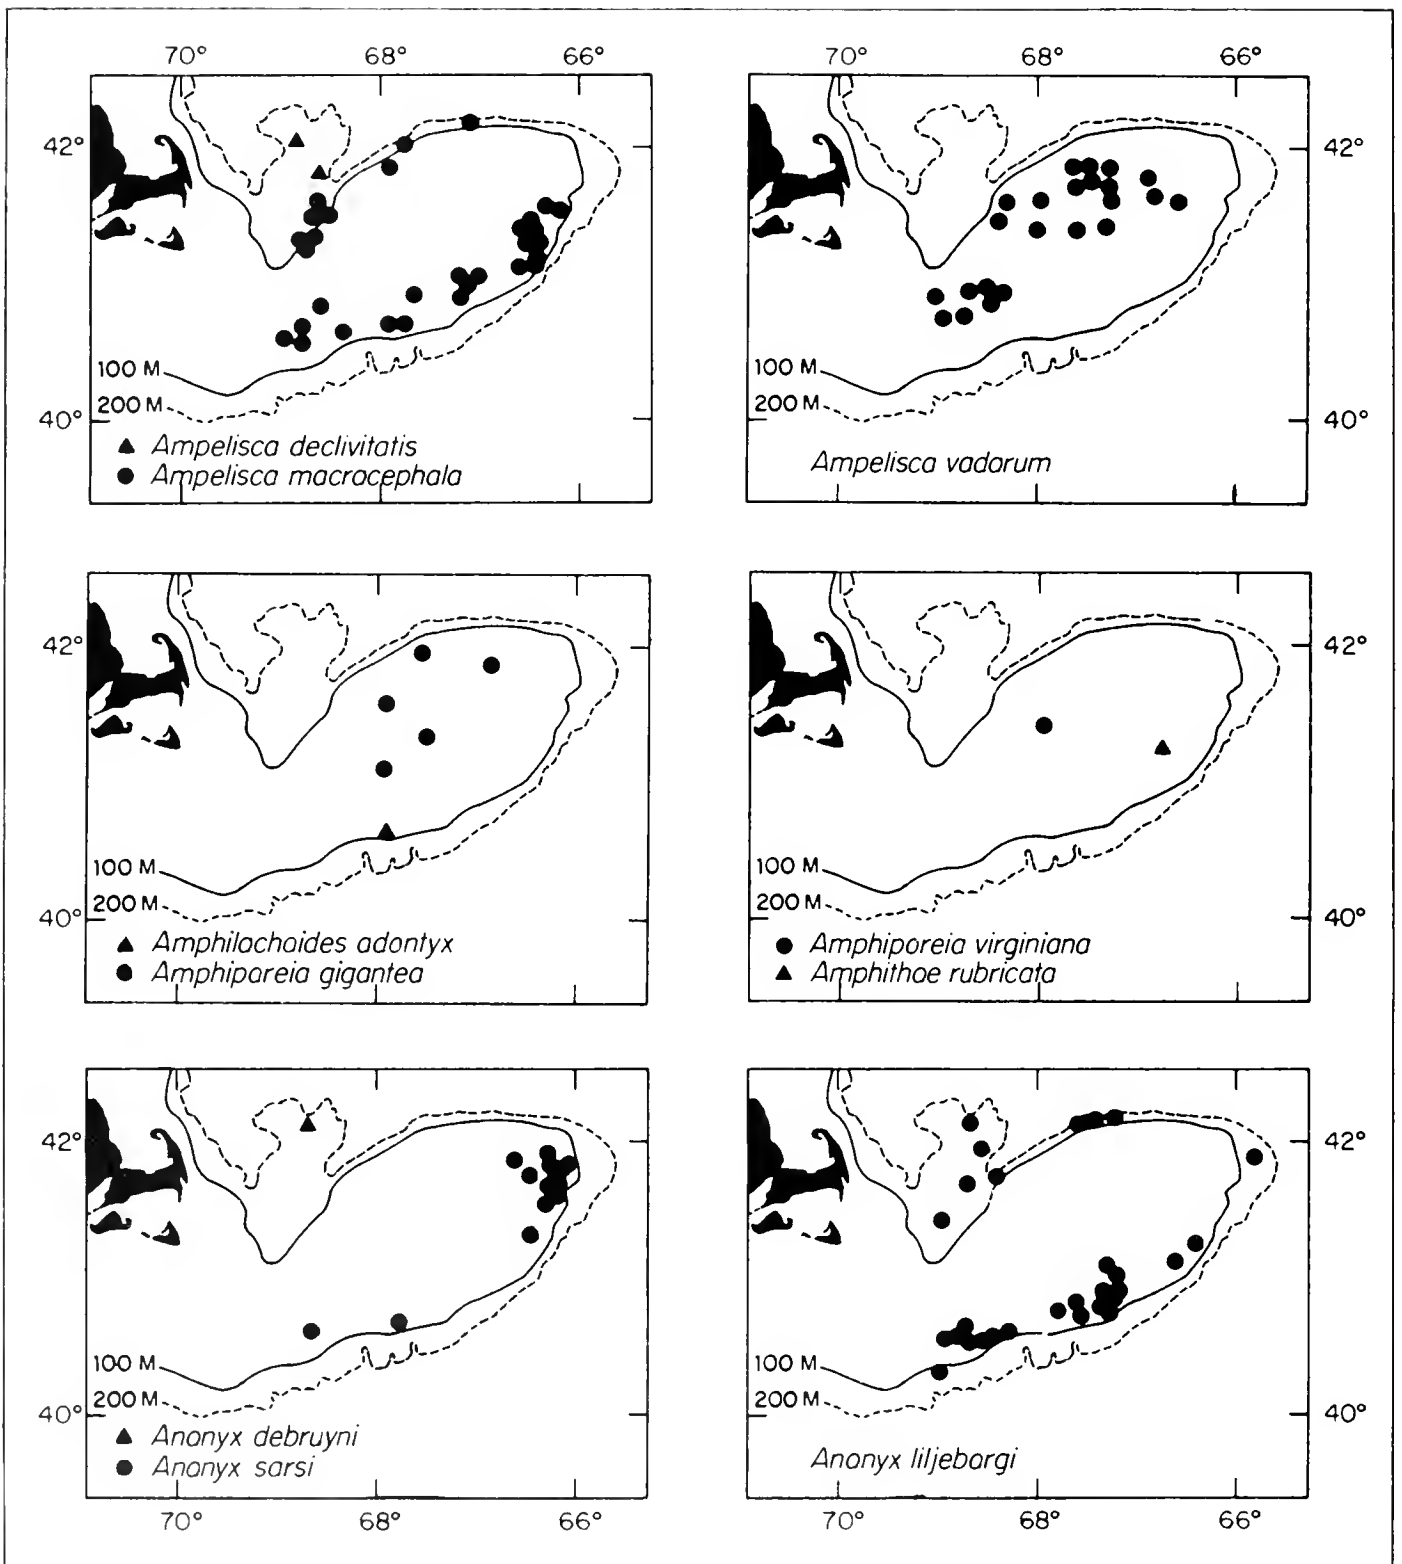 70° 68° 66°
70° 68° 66°
42°
42°
100 M
200 M
40°
▲ Ampelisca declivitatis
● Ampelisca macrocephala
100 M
200 M
40°
Ampelisca vadorum
42°
42°
100 M
200 M
40°
▲ Amphilochoides odontyx
● Amphiporeia gigantea
100 M
200 M
40°
● Amphiporeia virginiana
▲ Amphithoe rubricata
42°
42°
100 M
200 M
40°
▲ Anonyx debruyni
● Anonyx sarsi
100 M
200 M
40°
Anonyx liljeborgi
70° 68° 66°
70° 68° 66°